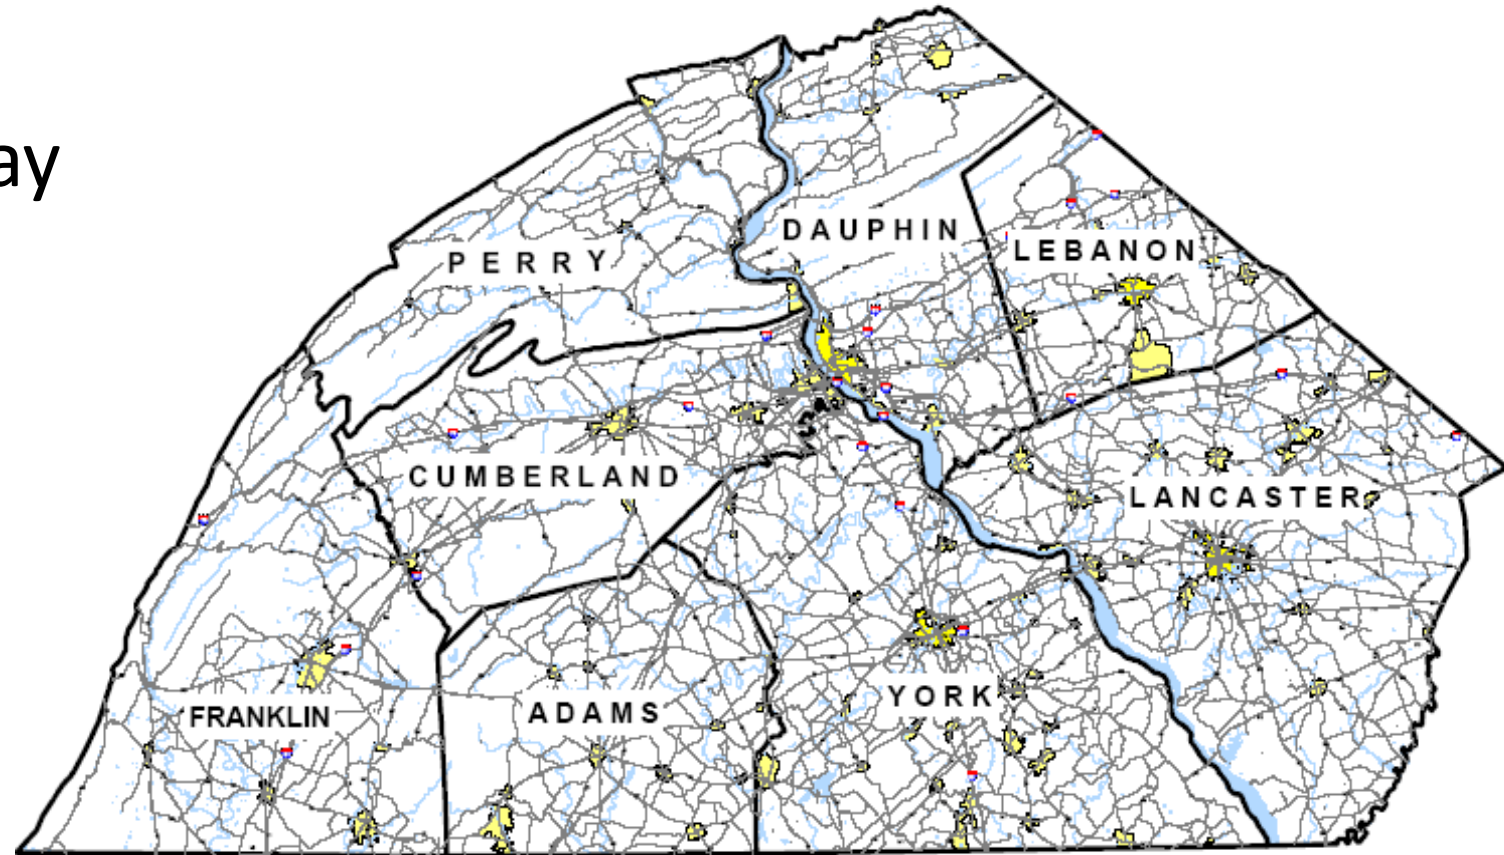 ay
DAUPHIN
LEBANON
PERRY
CUMBERLAND
LANCASTER
YORK
FRANKLIN
ADAMS